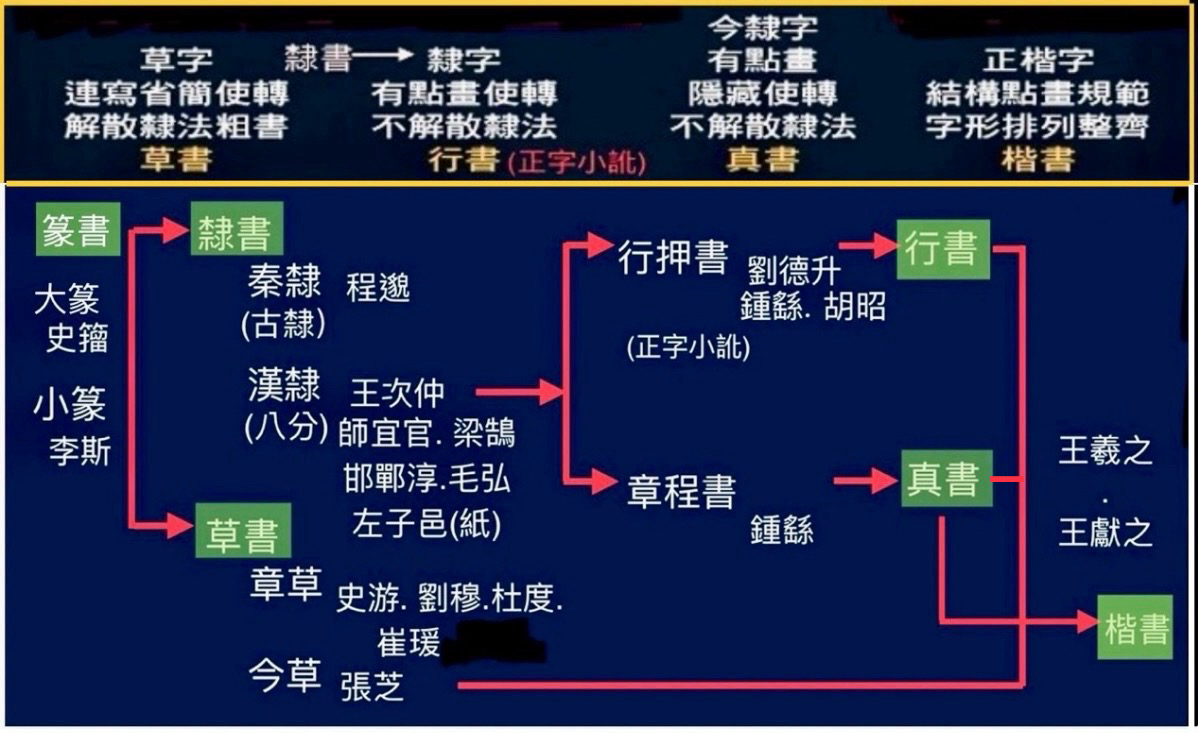 草字
連寫省簡使轉
解散隸法粗書
草書
隸書
隸字
有點畫使轉
不解散隸法
行書(正字小訛)
今隸字
有點畫
隱藏使轉
不解散隸法
真書
正楷字
結構點畫規範
字形排列整齊
楷書
篆書
大篆
史籀
小篆
李斯
隸書
秦隸 程邈
(古隸)
漢隸 王次仲
(八分) 師宜官. 梁鵠
邯鄲淳.毛弘
左子邑(紙)
草書
章草 史游. 劉穆.杜度.
崔瑗
今草 張芝
行押書 劉德升
鍾繇. 胡昭
(正字小訛)
章程書
鍾繇
行書
真書
王羲之
.
王獻之
楷書